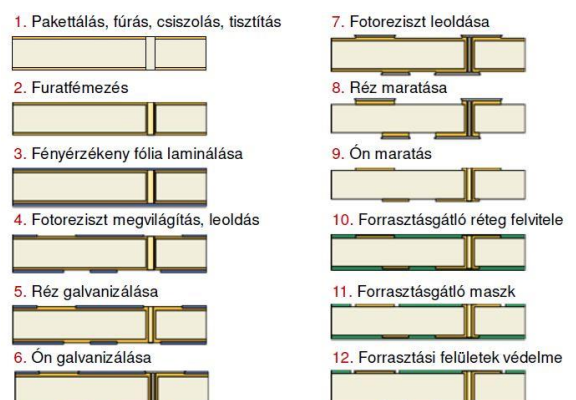 1. Pakettálás, fúrás, csiszolás, tisztítás
2. Furatfémezés
3. Fényérzékeny fólia laminálása
4. Fotoreziszt megvilágítás, leoldás
5. Réz galvanizálása
6. Ón galvanizálása
7. Fotoreziszt leoldása
8. Réz maratása
9. Ón maratás
10. Forrasztásgátló réteg felvitele
11. Forrasztásgátló maszk
12. Forrasztási felületek védelme